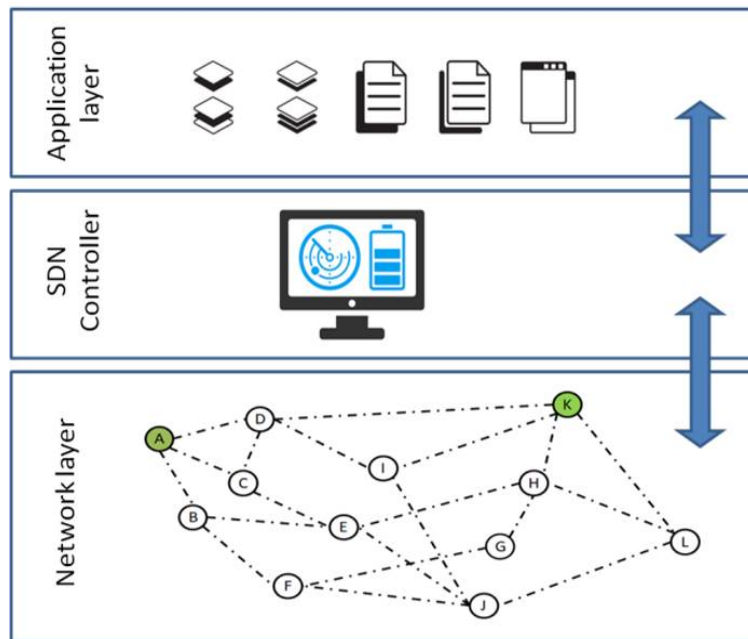 Application
layer
SDN
Controller
Network layer
A
D
K
C
I
H
B
E
G
L
F
J